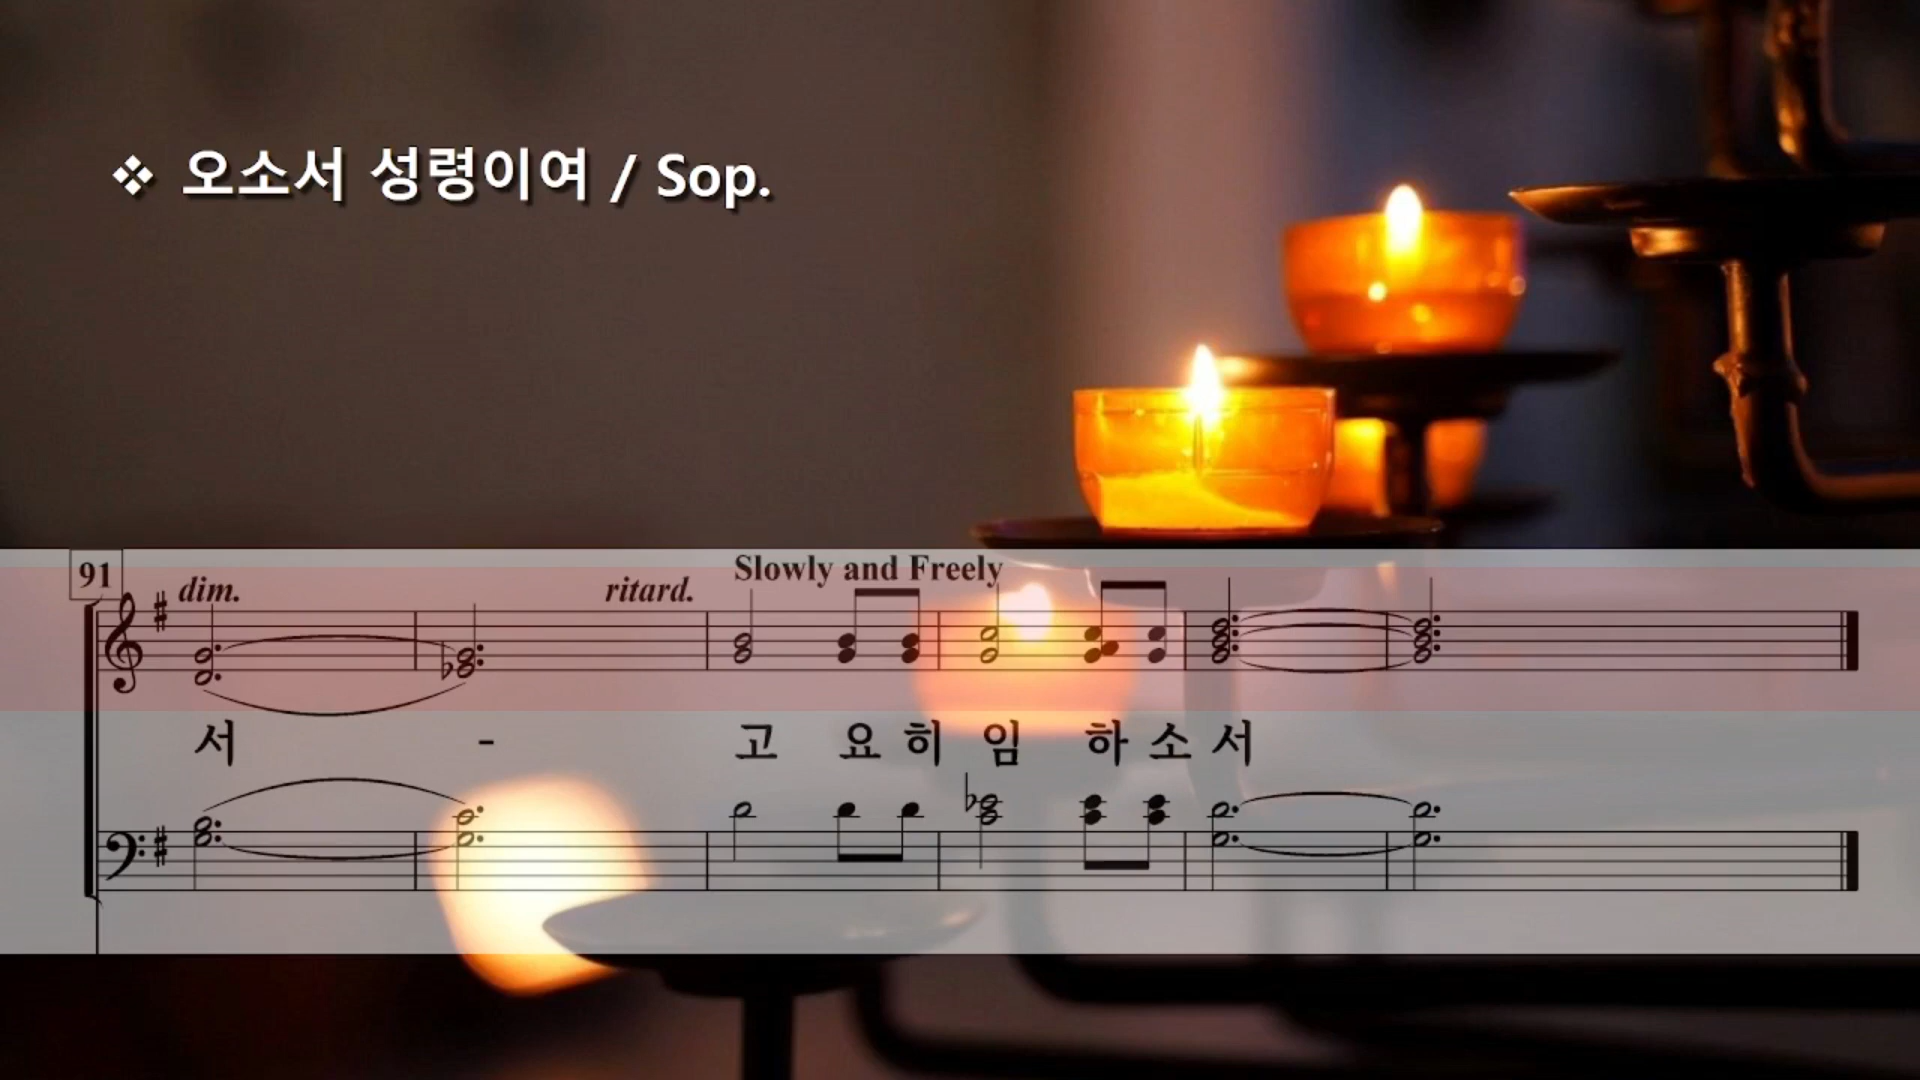 ❖ 오소서 성령이여 / Sop.
91
dim.
ritard.
Slowly and Freely
서 - 고 요 히 임 하 소 서